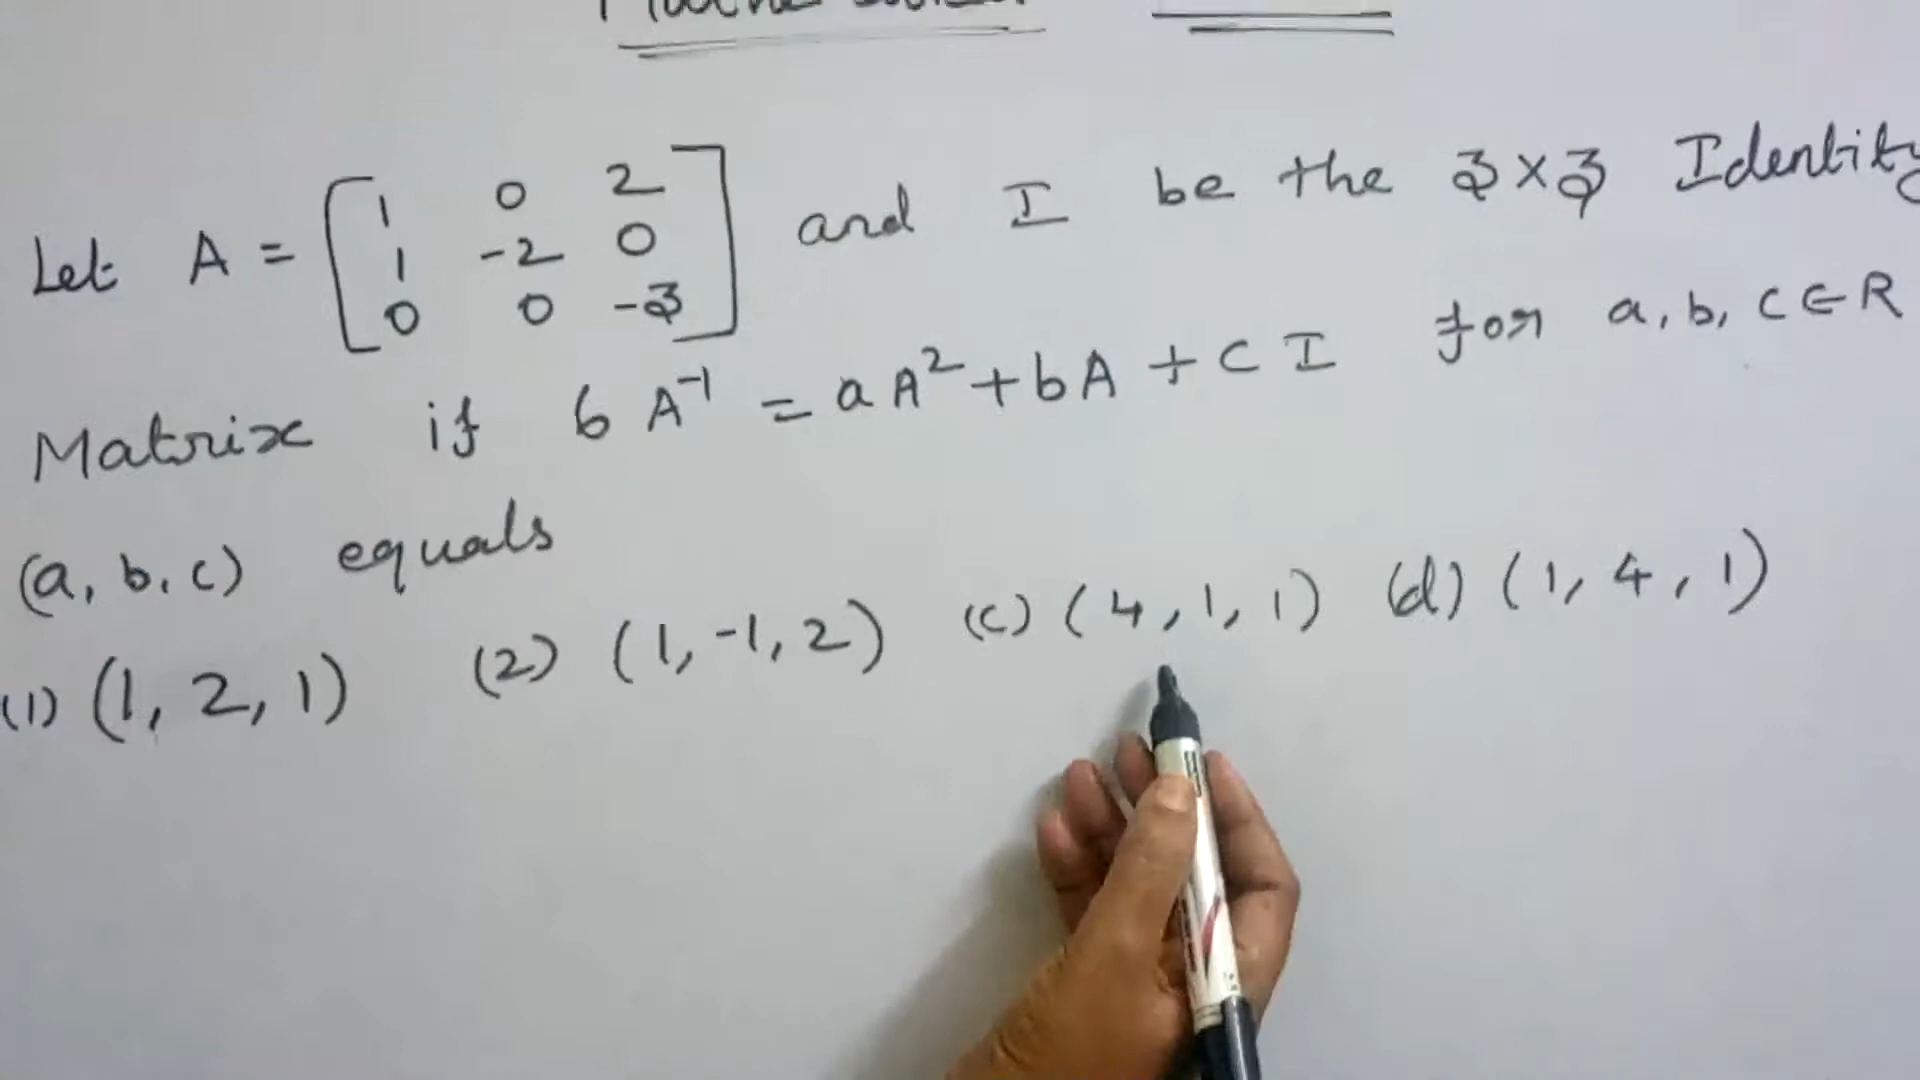 Let A = [ 1 0 2
1 -2 0
0 0 -3 ] and I be the 3×3 Identity
Matrix if 6 A⁻¹ = a A² + bA + c I for a, b, c ∈ R
(a, b, c) equals
(1) (1, 2, 1) (2) (1, -1, 2) (c) (4, 1, 1) (d) (1, 4, 1)